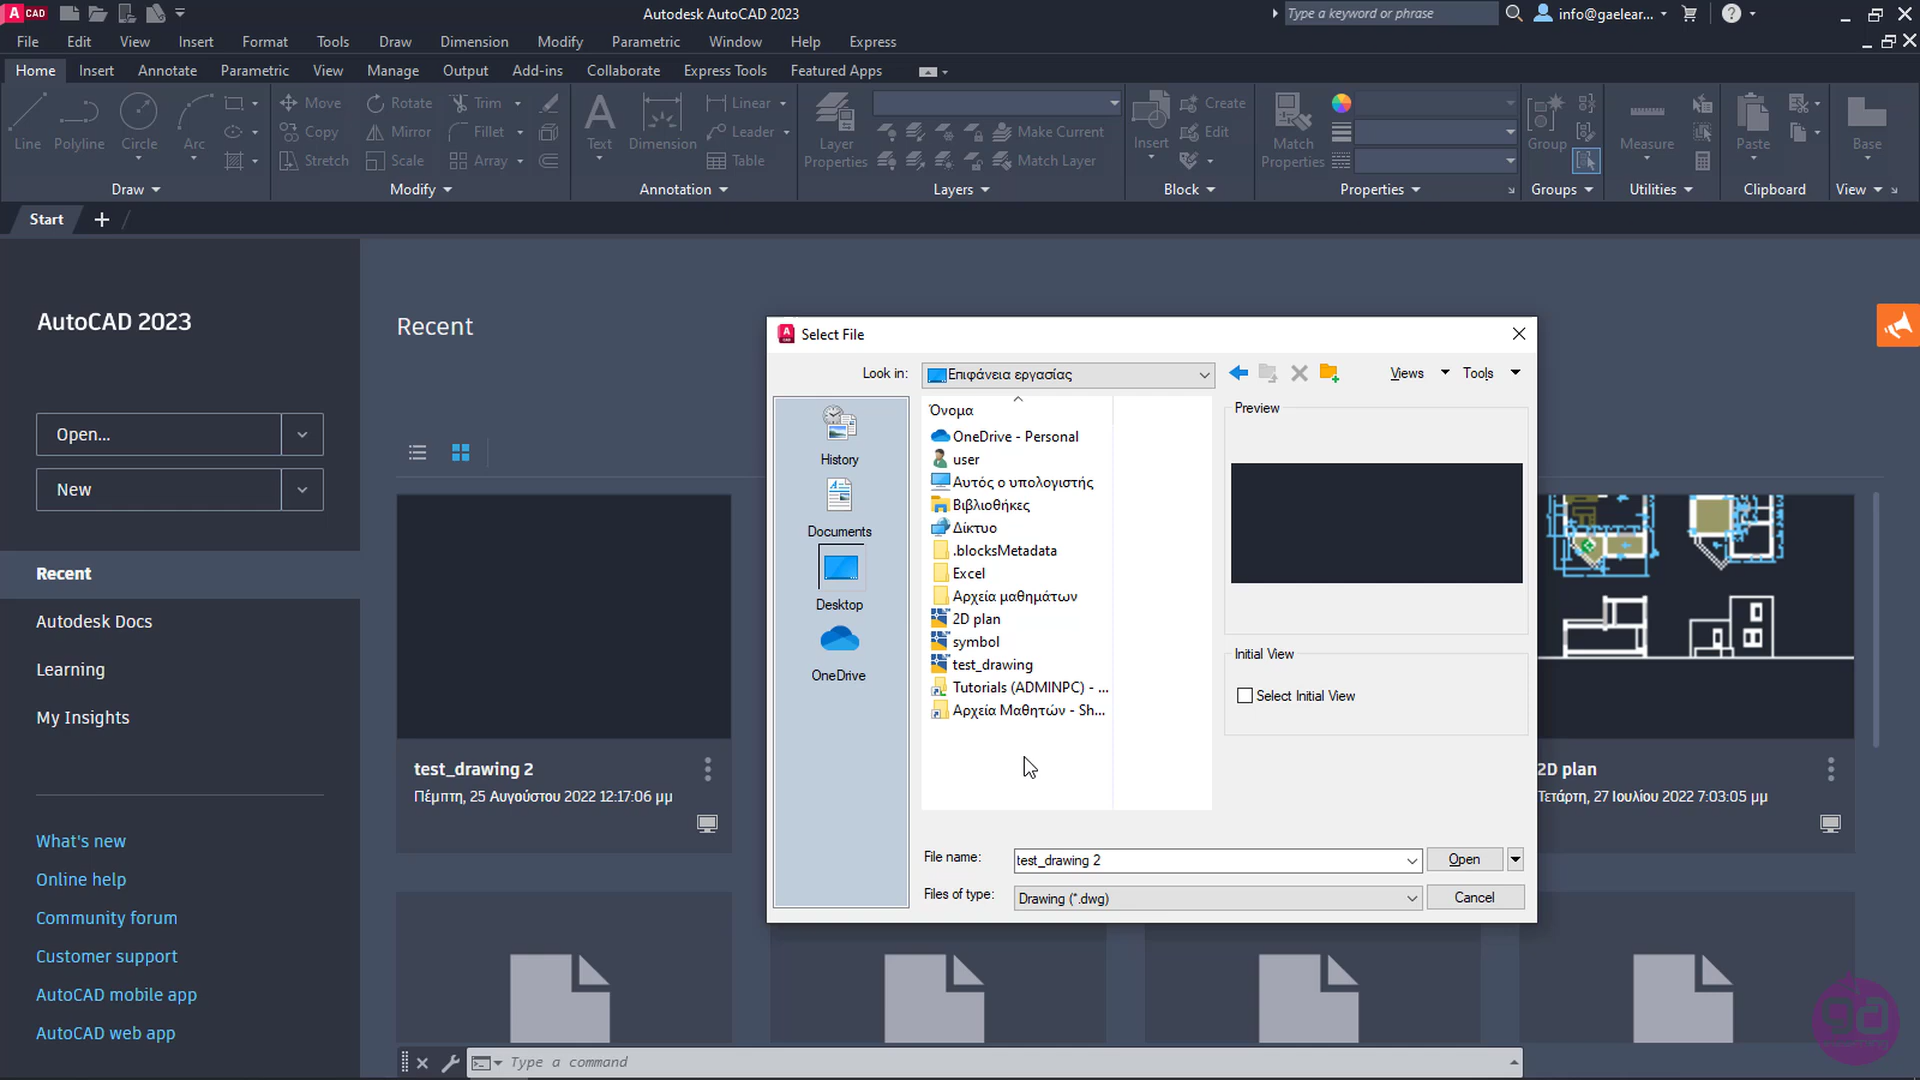 A CAD
Autodesk AutoCAD 2023
Type a keyword or phrase
info@gaelear...
File Edit View Insert Format Tools Draw Dimension Modify Parametric Window Help Express
Home Insert Annotate Parametric View Manage Output Add-ins Collaborate Express Tools Featured Apps
Line Polyline Circle Arc
Move Rotate Trim
Copy Mirror Fillet
Stretch Scale Array
Text Dimension
Linear
Leader
Table
Layer Properties
Make Current
Match Layer
Insert
Create
Edit
Match Properties
Group
Measure
Paste
Base
Draw Modify Annotation Layers Block Properties Groups Utilities Clipboard View
Start
AutoCAD 2023
Open...
New
Recent
Autodesk Docs
Learning
My Insights
What's new
Online help
Community forum
Customer support
AutoCAD mobile app
AutoCAD web app
Recent
test_drawing 2
Πέμπτη, 25 Αυγούστου 2022 12:17:06 μμ
2D plan
Τετάρτη, 27 Ιουλίου 2022 7:03:05 μμ
Select File
Look in: Επιφάνεια εργασίας
Views Tools
History
Documents
Desktop
OneDrive
Όνομα
OneDrive - Personal
user
Αυτός ο υπολογιστής
Βιβλιοθήκες
Δίκτυο
.blocksMetadata
Excel
Αρχεία μαθημάτων
2D plan
symbol
test_drawing
Tutorials (ADMINPC) - ...
Αρχεία Μαθητών - Sh...
Preview
Initial View
Select Initial View
File name: test_drawing 2 Open
Files of type: Drawing (*.dwg) Cancel
Type a command